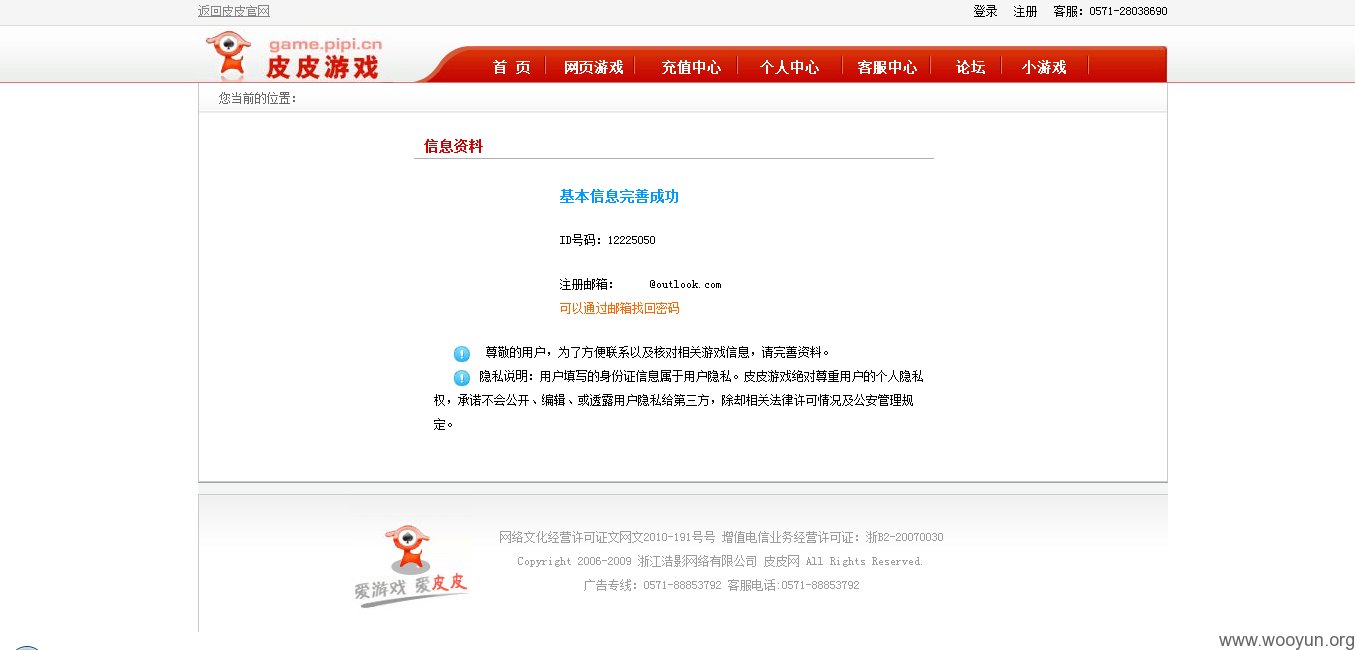 返回皮皮官网
登录 注册 客服：0571-28038690
game.pipi.cn
皮皮游戏
首 页 网页游戏 充值中心 个人中心 客服中心 论坛 小游戏
您当前的位置：
信息资料
基本信息完善成功
ID号码：12225050
注册邮箱： @outlook.com
可以通过邮箱找回密码
尊敬的用户，为了方便联系以及核对相关游戏信息，请完善资料。
隐私说明：用户填写的身份证信息属于用户隐私。皮皮游戏绝对尊重用户的个人隐私
权，承诺不会公开、编辑、或透露用户隐私给第三方，除却相关法律许可情况及公安管理规
定。
网络文化经营许可证文网文2010-191号号 增值电信业务经营许可证：浙B2-20070030
Copyright 2006-2009 浙江浩影网络有限公司 皮皮网 All Rights Reserved.
广告专线：0571-88853792 客服电话:0571-88853792
爱游戏 爱皮皮
www.wooyun.org